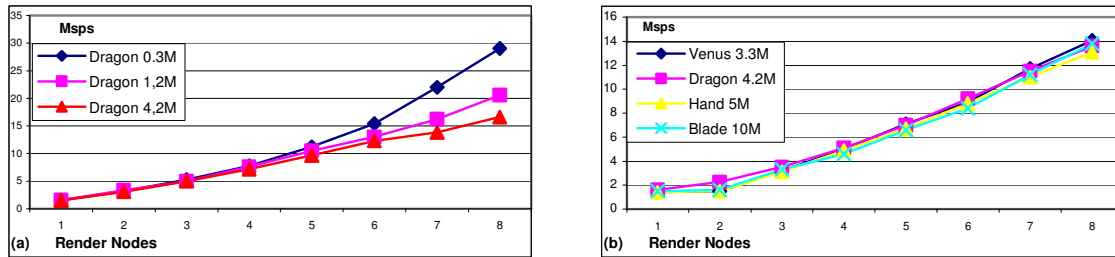 35
30
25
20
15
10
5
0
Msps
Dragon 0.3M
Dragon 1,2M
Dragon 4,2M
1 2 3 4 5 6 7 8
(a) Render Nodes
16
14
12
10
8
6
4
2
0
Msps
Venus 3.3M
Dragon 4.2M
Hand 5M
Blade 10M
1 2 3 4 5 6 7 8
(b) Render Nodes